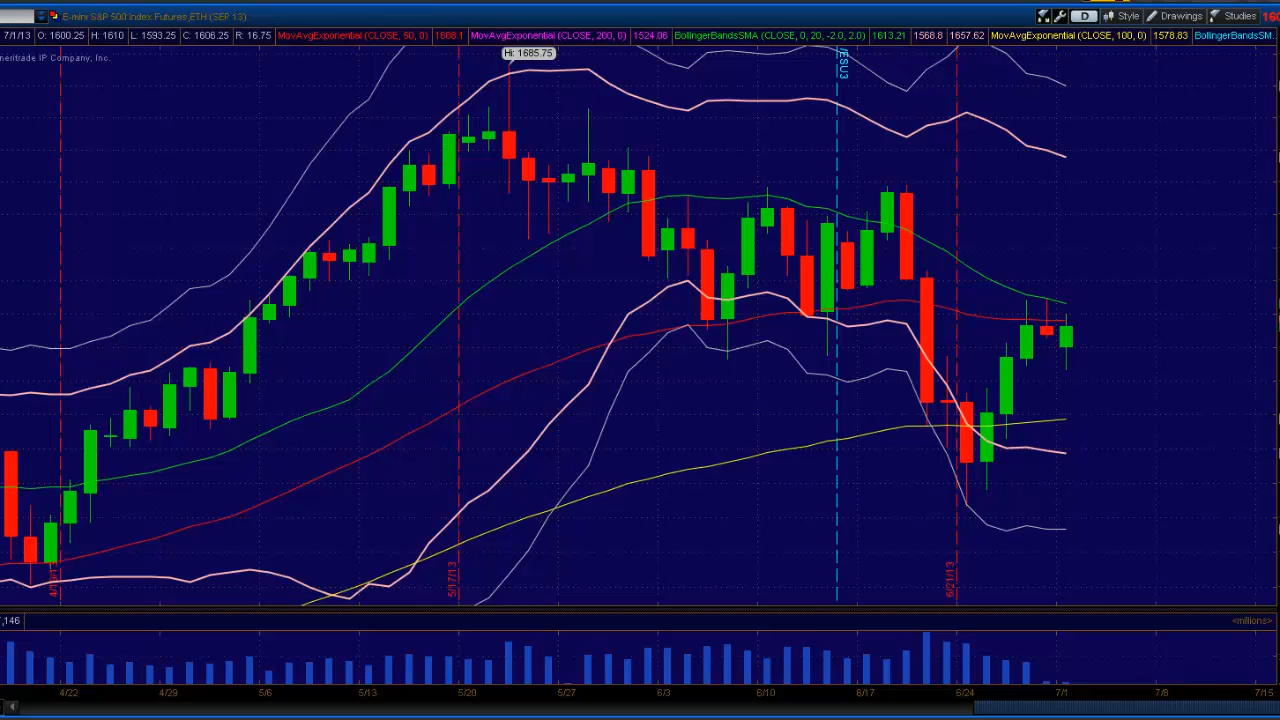 E-mini S&P 500 Index Futures,ETH (SEP 13)
D Style Drawings Studies
7/1/13 O: 1600.25 H: 1610 L: 1593.25 C: 1606.25 R: 16.75 MovAvgExponential (CLOSE, 50, 0) 1608.1 MovAvgExponential (CLOSE, 200, 0) 1524.06 BollingerBandsSMA (CLOSE, 0, 20, -2.0, 2.0) 1613.21 1568.8 1657.62 MovAvgExponential (CLOSE, 100, 0) 1578.83 BollingerBandsSM
meritrade IP Company, Inc.
Hi: 1685.75
/ESU3
5/17/13
6/21/13
,146
<millions>
4/22 4/29 5/6 5/13 5/20 5/27 6/3 6/10 6/17 6/24 7/1 7/8 7/15